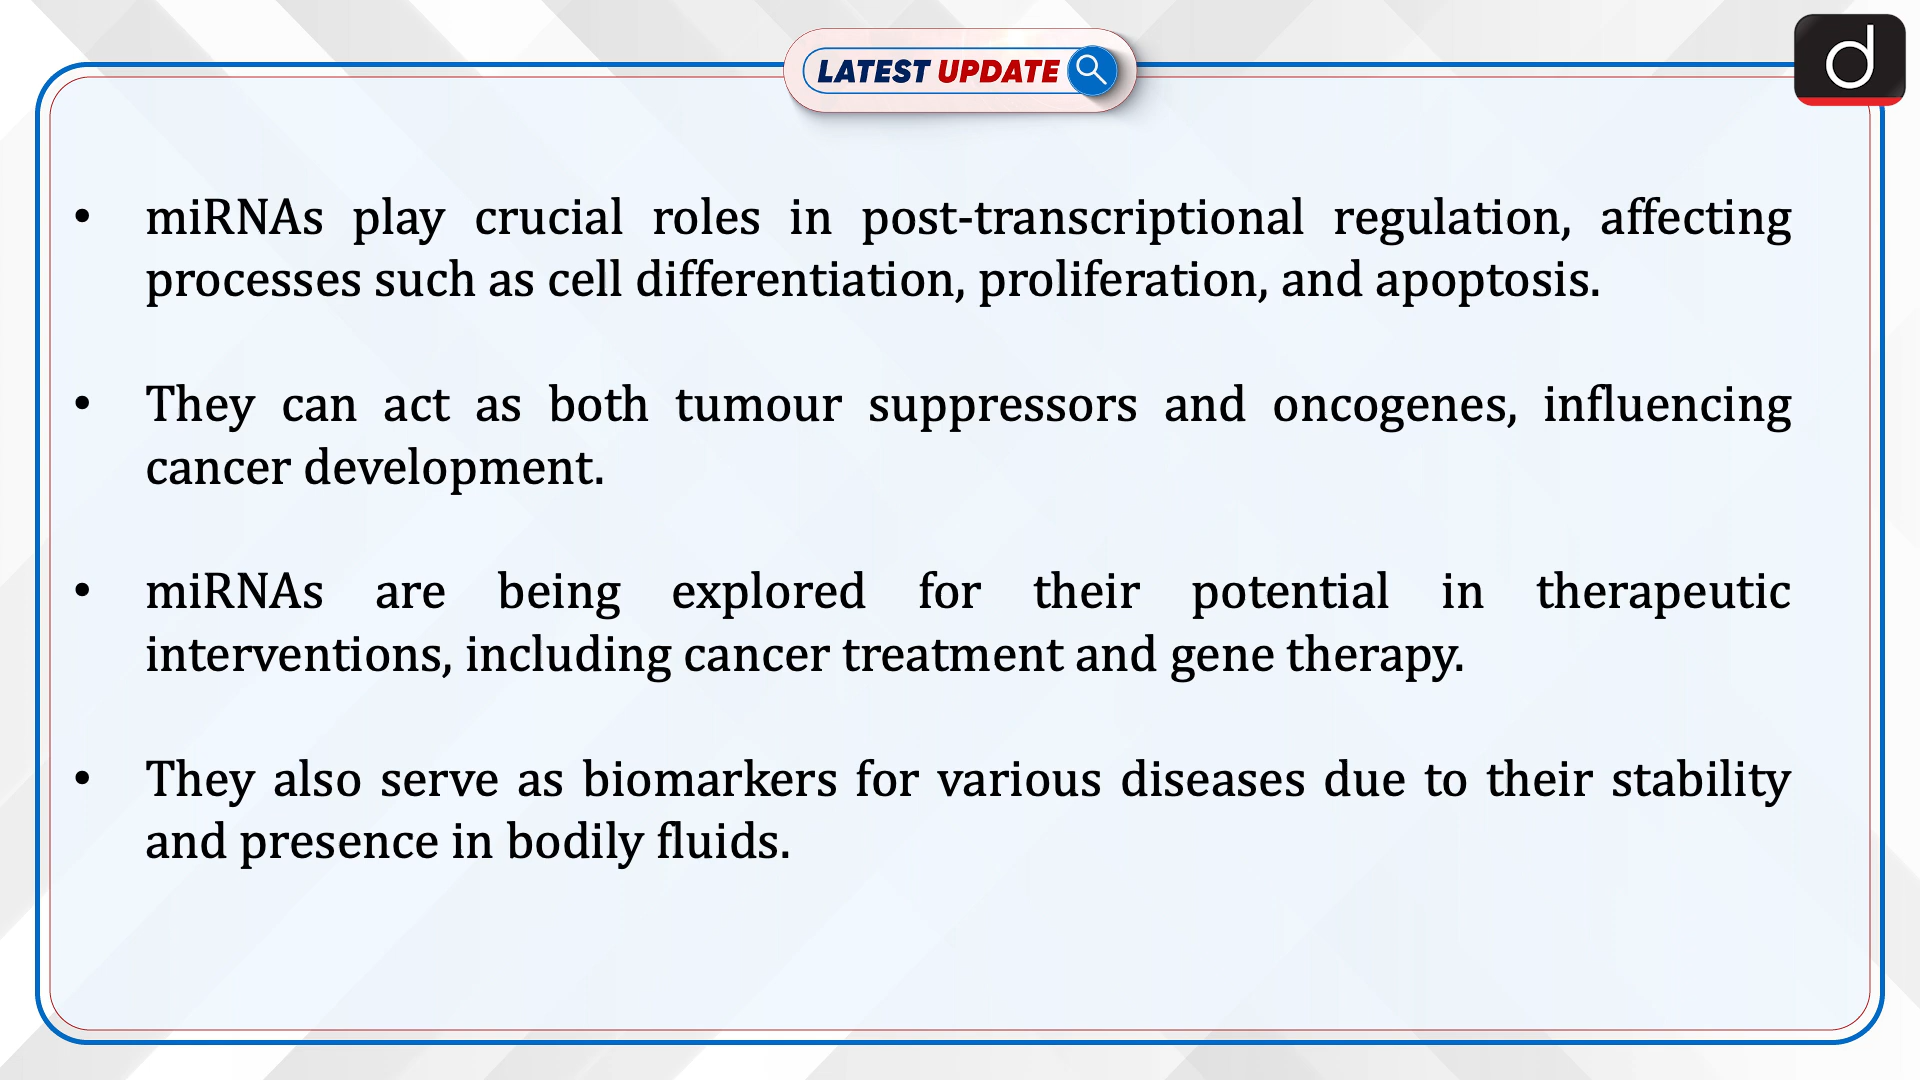 LATEST UPDATE
d
• miRNAs play crucial roles in post-transcriptional regulation, affecting
processes such as cell differentiation, proliferation, and apoptosis.
• They can act as both tumour suppressors and oncogenes, influencing
cancer development.
• miRNAs are being explored for their potential in therapeutic
interventions, including cancer treatment and gene therapy.
• They also serve as biomarkers for various diseases due to their stability
and presence in bodily fluids.